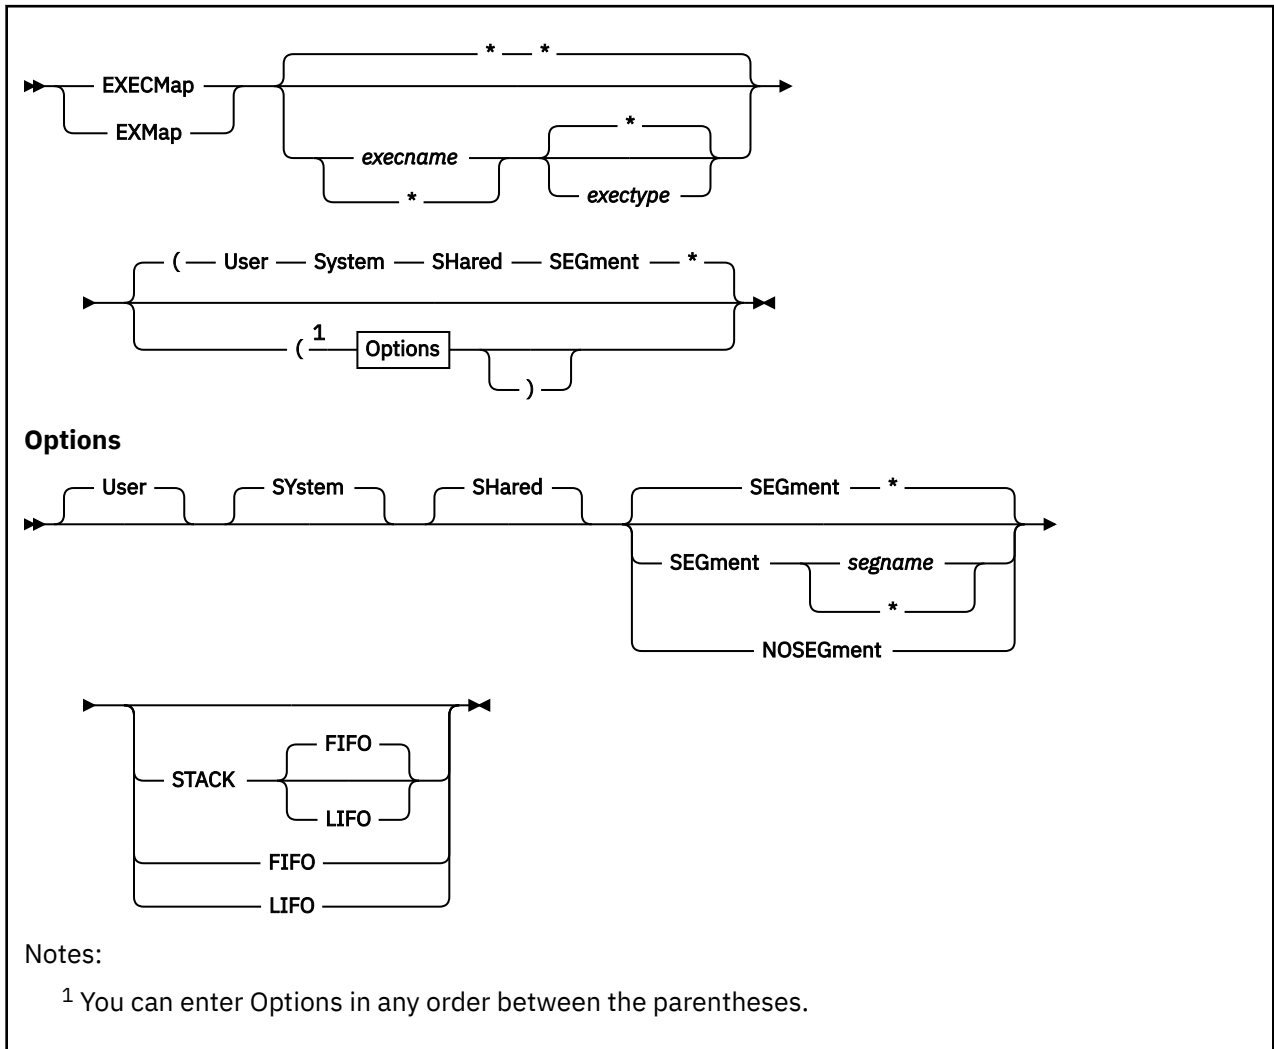 * *
EXECMap
EXMap
*
execname
*
exectype
( User System SHared SEGment *
( 1 Options
)
Options
User SYstem SHared SEGment *
SEGment segname
*
NOSEGment
FIFO
STACK
LIFO
FIFO
LIFO
Notes:
1 You can enter Options in any order between the parentheses.